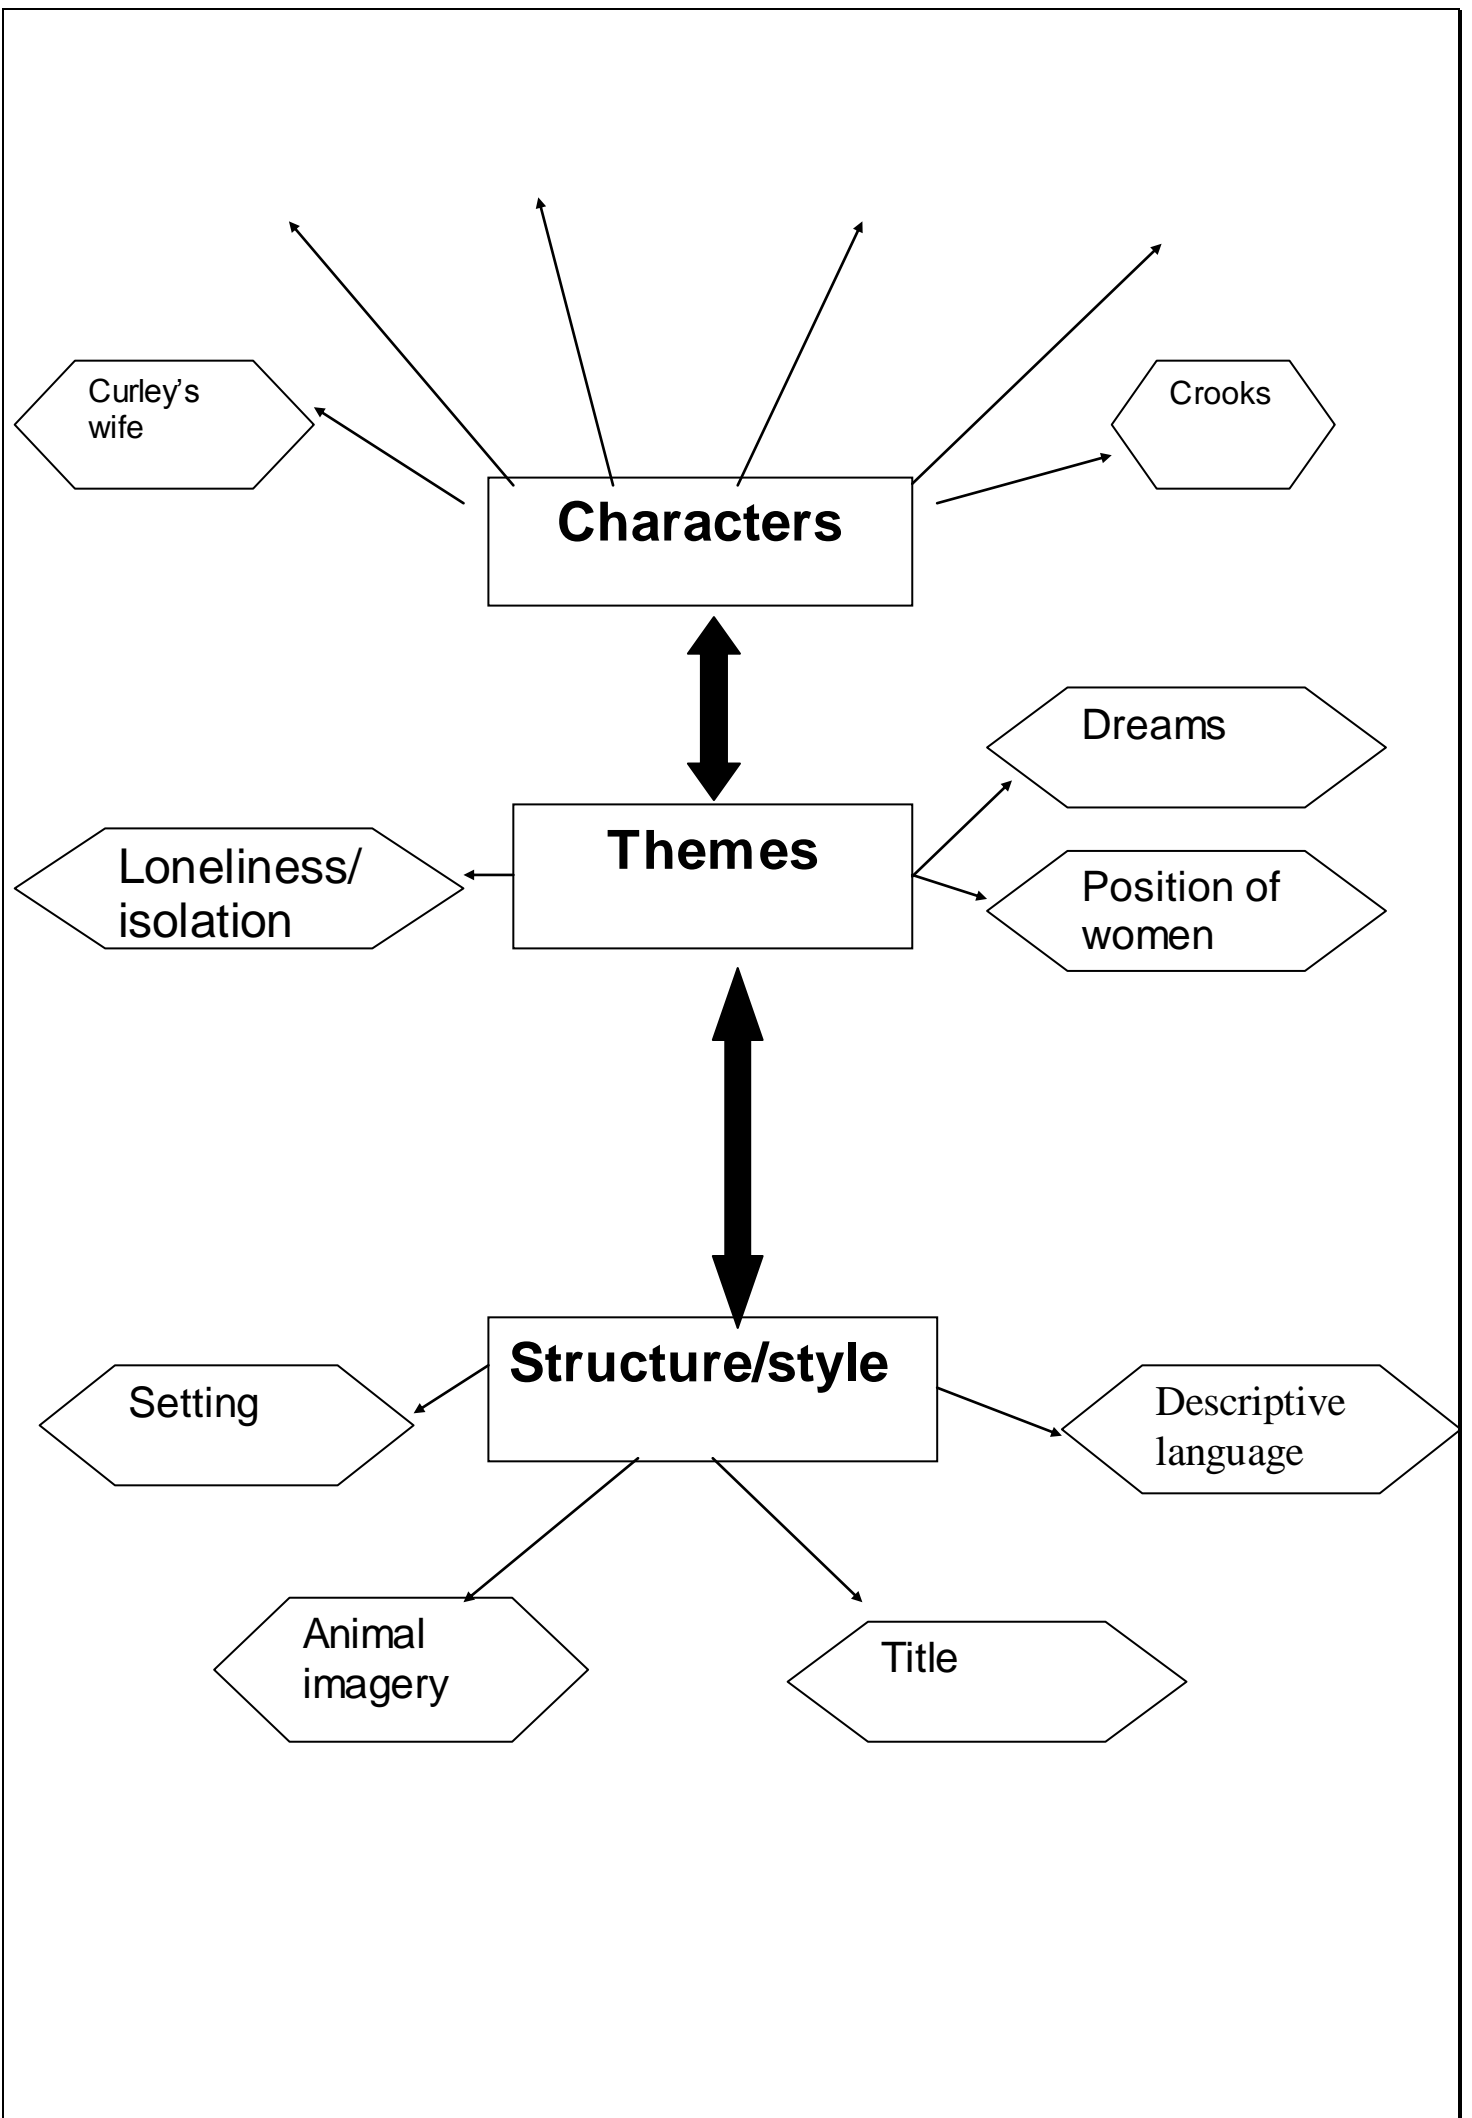 Curley’s
wife
Crooks
Characters
Dreams
Themes
Loneliness/
isolation
Position of
women
Structure/style
Setting
Descriptive
language
Animal
imagery
Title